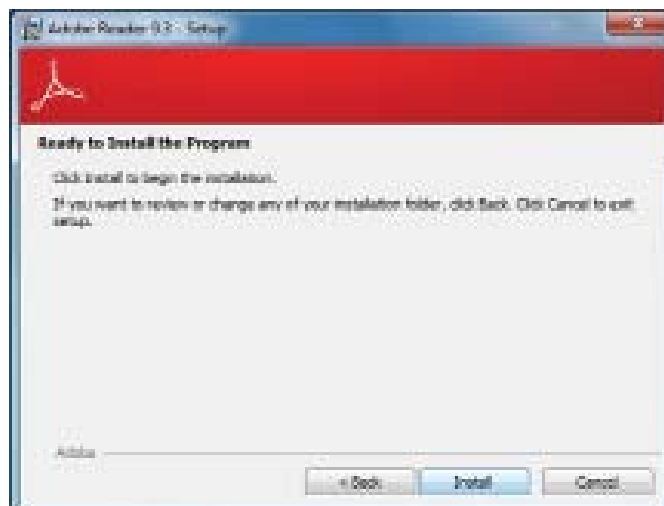 Adobe Reader 9.3 - Setup
Ready to Install the Program
Click Install to begin the installation.
If you want to review or change any of your installation folder, click Back. Click Cancel to exit
setup.
Adobe
< Back
Install
Cancel